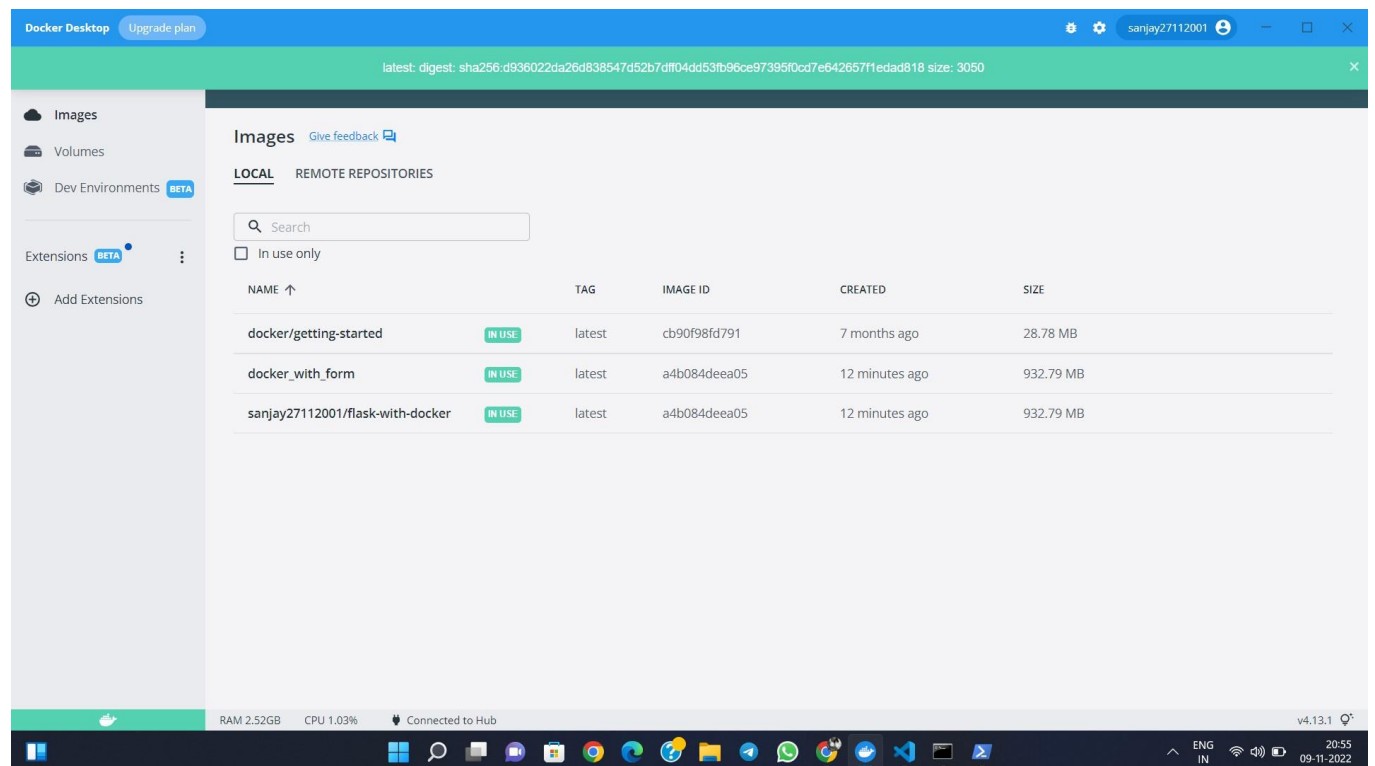 Docker Desktop Upgrade plan sanjay27112001
latest: digest: sha256:d936022da26d838547d52b7dff04dd53fb96ce97395f0cd7e642657f1edad818 size: 3050
Images
Volumes
Dev Environments BETA
Extensions BETA
Add Extensions
Images Give feedback
LOCAL REMOTE REPOSITORIES
Search
In use only
NAME TAG IMAGE ID CREATED SIZE
docker/getting-started IN USE latest cb90f98fd791 7 months ago 28.78 MB
docker_with_form IN USE latest a4b084deea05 12 minutes ago 932.79 MB
sanjay27112001/flask-with-docker IN USE latest a4b084deea05 12 minutes ago 932.79 MB
RAM 2.52GB CPU 1.03% Connected to Hub v4.13.1
ENG
IN
20:55
09-11-2022